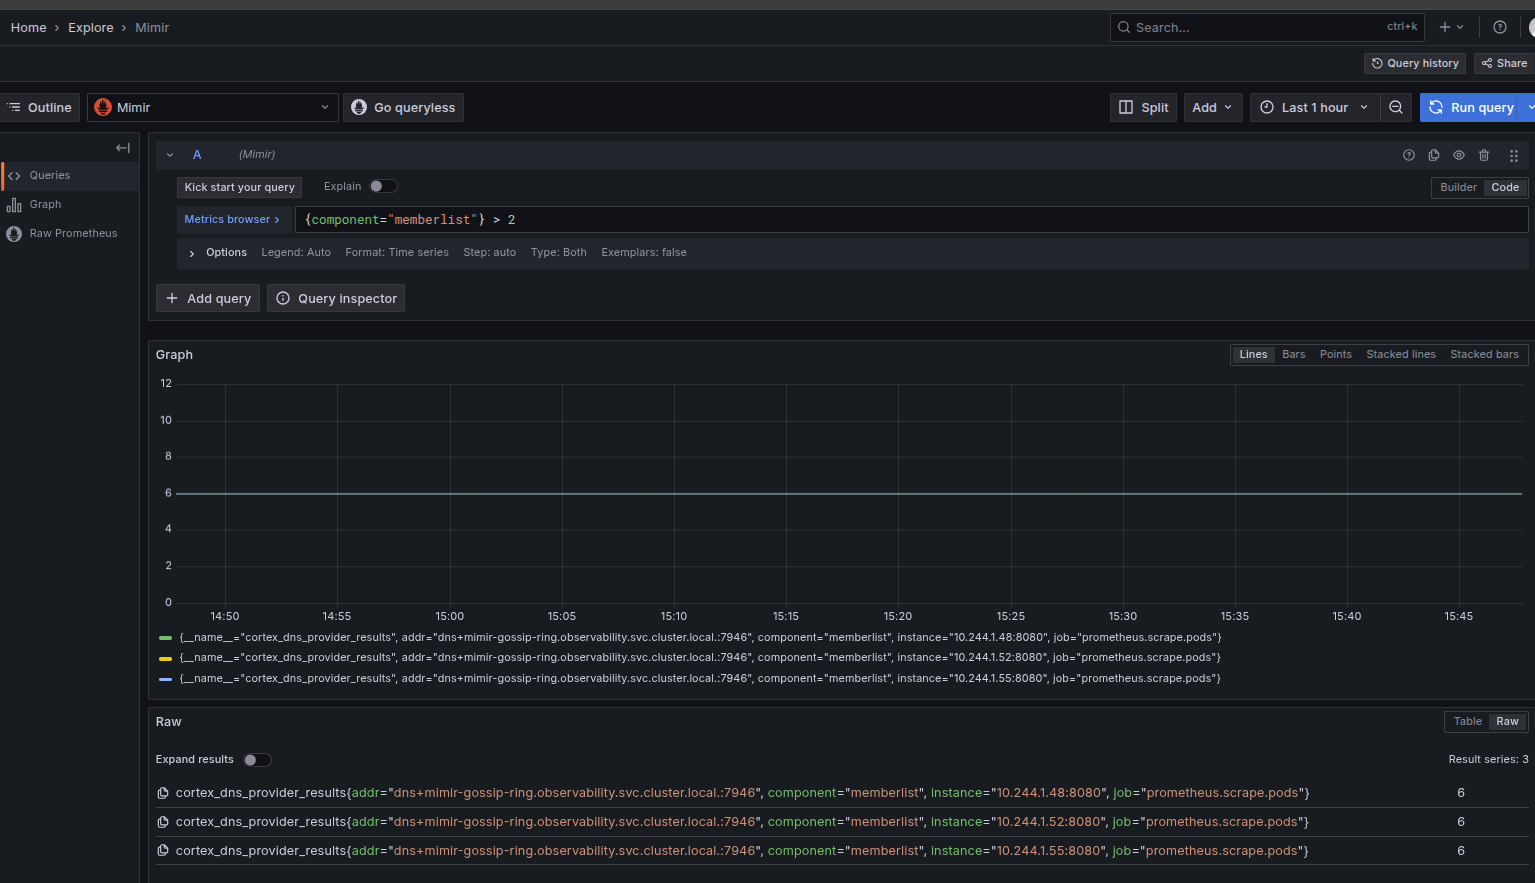 Home › Explore › Mimir
Search... ctrl+k
Query history Share
Outline Mimir Go queryless Split Add Last 1 hour Run query
Queries
Graph
Raw Prometheus
A (Mimir)
Kick start your query Explain Builder Code
Metrics browser > {component="memberlist"} > 2
Options Legend: Auto Format: Time series Step: auto Type: Both Exemplars: false
+ Add query Query inspector
Graph Lines Bars Points Stacked lines Stacked bars
12
10
8
6
4
2
0
14:50 14:55 15:00 15:05 15:10 15:15 15:20 15:25 15:30 15:35 15:40 15:45
{__name__="cortex_dns_provider_results", addr="dns+mimir-gossip-ring.observability.svc.cluster.local.:7946", component="memberlist", instance="10.244.1.48:8080", job="prometheus.scrape.pods"}
{__name__="cortex_dns_provider_results", addr="dns+mimir-gossip-ring.observability.svc.cluster.local.:7946", component="memberlist", instance="10.244.1.52:8080", job="prometheus.scrape.pods"}
{__name__="cortex_dns_provider_results", addr="dns+mimir-gossip-ring.observability.svc.cluster.local.:7946", component="memberlist", instance="10.244.1.55:8080", job="prometheus.scrape.pods"}
Raw Table Raw
Expand results Result series: 3
cortex_dns_provider_results{addr="dns+mimir-gossip-ring.observability.svc.cluster.local.:7946", component="memberlist", instance="10.244.1.48:8080", job="prometheus.scrape.pods"} 6
cortex_dns_provider_results{addr="dns+mimir-gossip-ring.observability.svc.cluster.local.:7946", component="memberlist", instance="10.244.1.52:8080", job="prometheus.scrape.pods"} 6
cortex_dns_provider_results{addr="dns+mimir-gossip-ring.observability.svc.cluster.local.:7946", component="memberlist", instance="10.244.1.55:8080", job="prometheus.scrape.pods"} 6